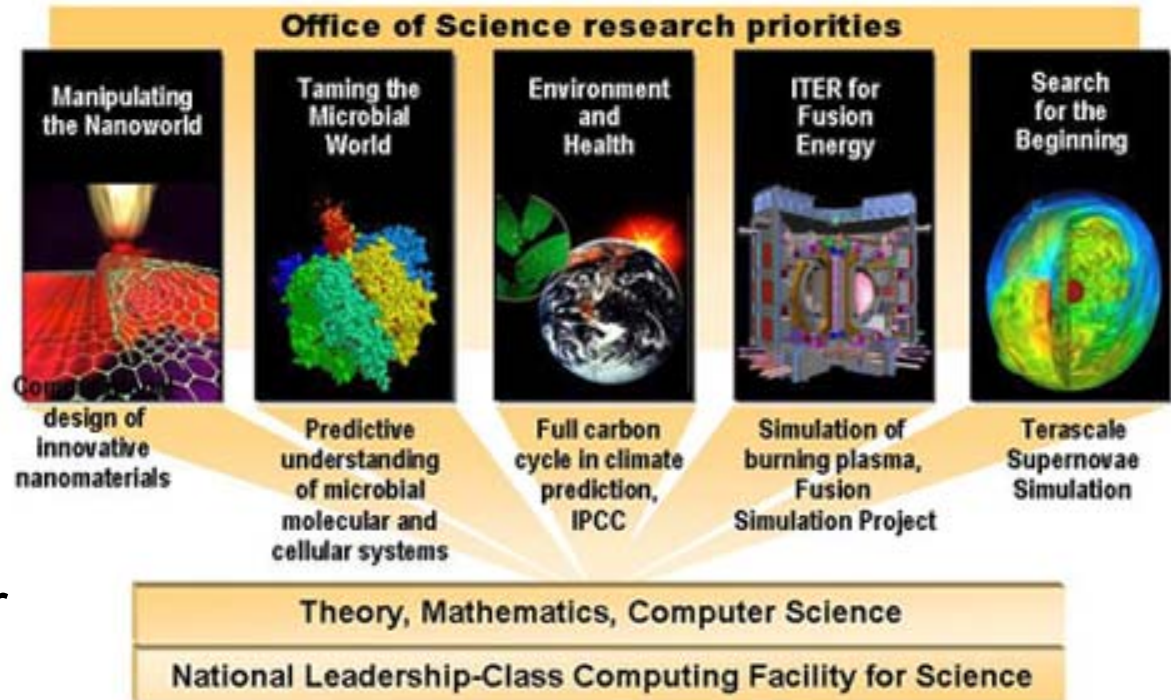 Office of Science research priorities
Manipulating
the Nanoworld
Taming the
Microbial
World
Environment
and
Health
ITER for
Fusion
Energy
Search
for the
Beginning
design of
innovative
nanomaterials
Predictive
understanding
of microbial
molecular and
cellular systems
Full carbon
cycle in climate
prediction,
IPCC
Simulation of
burning plasma,
Fusion
Simulation Project
Terascale
Supernovae
Simulation
Theory, Mathematics, Computer Science
National Leadership-Class Computing Facility for Science